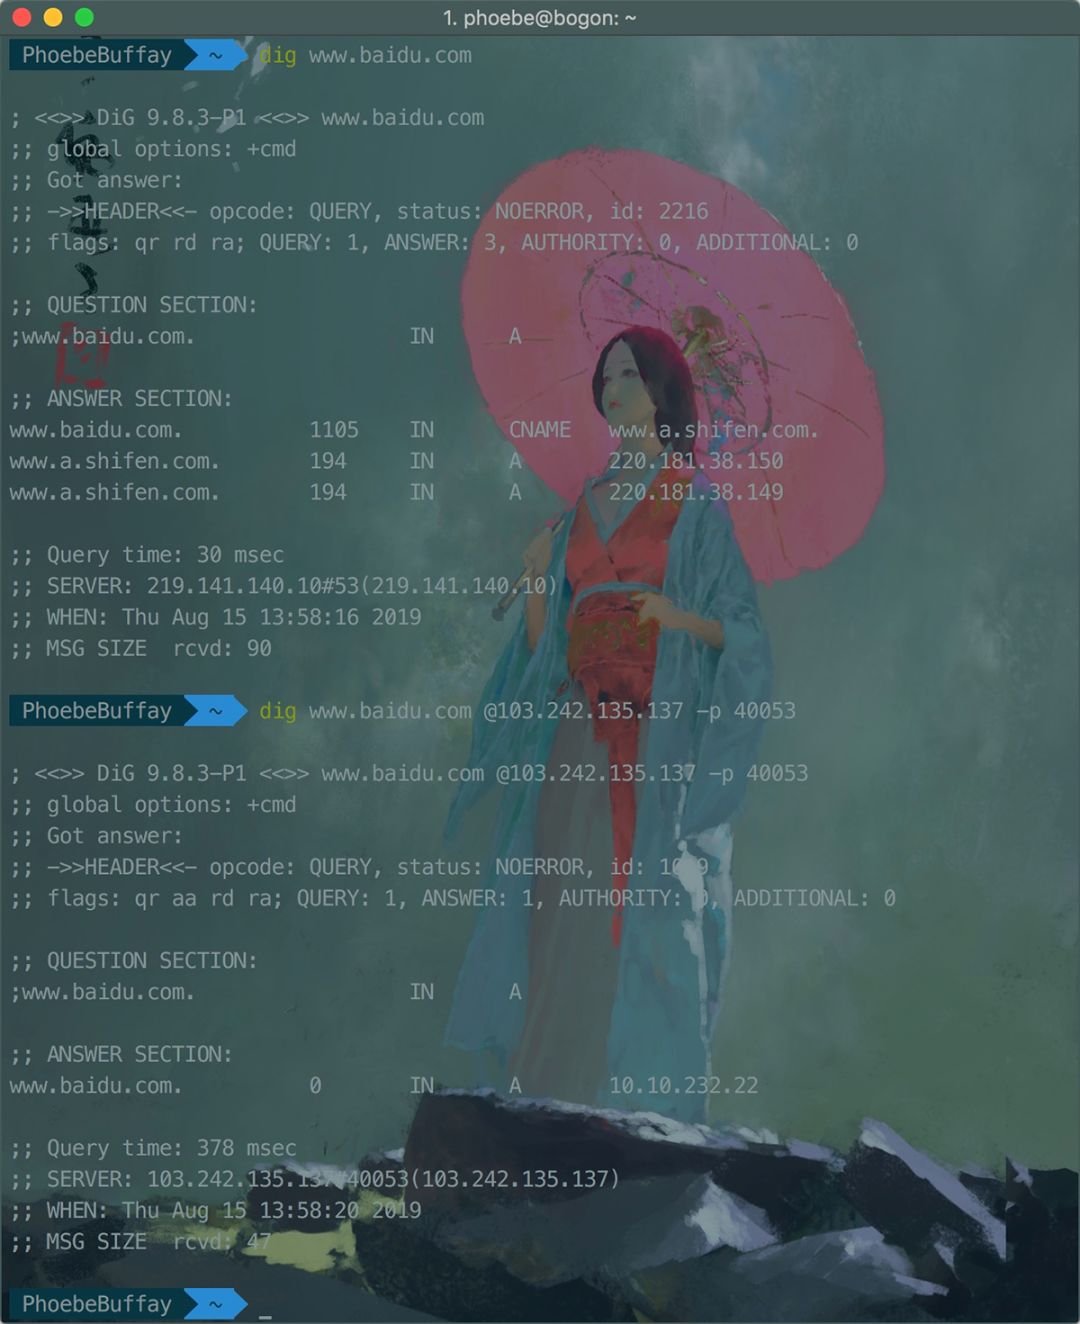 1. phoebe@bogon: ~
PhoebeBuffay ~ dig www.baidu.com
; <<>> DiG 9.8.3-P1 <<>> www.baidu.com
;; global options: +cmd
;; Got answer:
;; ->>HEADER<<- opcode: QUERY, status: NOERROR, id: 2216
;; flags: qr rd ra; QUERY: 1, ANSWER: 3, AUTHORITY: 0, ADDITIONAL: 0
;; QUESTION SECTION:
;www.baidu.com. IN A
;; ANSWER SECTION:
www.baidu.com. 1105 IN CNAME www.a.shifen.com.
www.a.shifen.com. 194 IN A 220.181.38.150
www.a.shifen.com. 194 IN A 220.181.38.149
;; Query time: 30 msec
;; SERVER: 219.141.140.10#53(219.141.140.10)
;; WHEN: Thu Aug 15 13:58:16 2019
;; MSG SIZE rcvd: 90
PhoebeBuffay ~ dig www.baidu.com @103.242.135.137 -p 40053
; <<>> DiG 9.8.3-P1 <<>> www.baidu.com @103.242.135.137 -p 40053
;; global options: +cmd
;; Got answer:
;; ->>HEADER<<- opcode: QUERY, status: NOERROR, id:
;; flags: qr aa rd ra; QUERY: 1, ANSWER: 1, AUTHORITY: 0, ADDITIONAL: 0
;; QUESTION SECTION:
;www.baidu.com. IN A
;; ANSWER SECTION:
www.baidu.com. 0 IN A 10.10.232.22
;; Query time: 378 msec
;; SERVER: 103.242.135.137#40053(103.242.135.137)
;; WHEN: Thu Aug 15 13:58:20 2019
;; MSG SIZE rcvd: 47
PhoebeBuffay ~ _